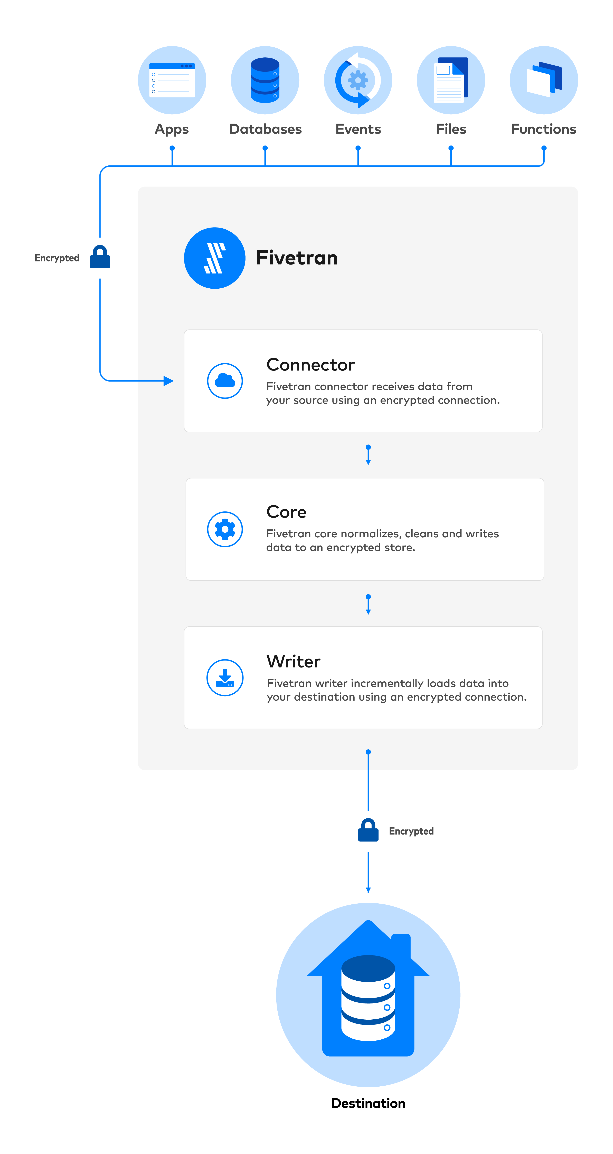 Apps
Databases
Events
Files
Functions
Encrypted
Fivetran
Connector
Fivetran connector receives data from
your source using an encrypted connection.
Core
Fivetran core normalizes, cleans and writes
data to an encrypted store.
Writer
Fivetran writer incrementally loads data into
your destination using an encrypted connection.
Encrypted
Destination